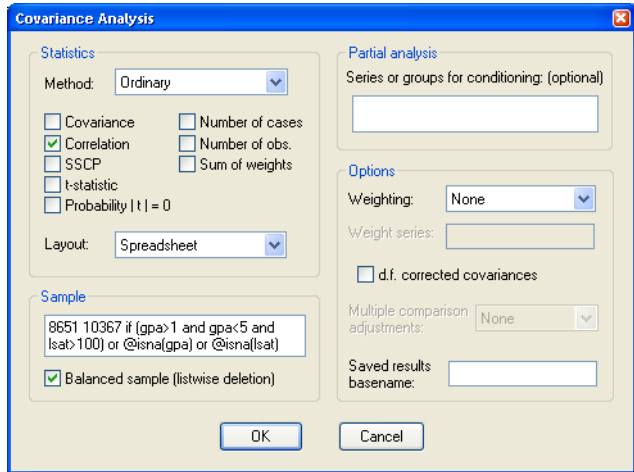 Covariance Analysis
Statistics
Method: Ordinary
Covariance
Number of cases
Correlation
Number of obs.
SSCP
Sum of weights
t-statistic
Probability | t | = 0
Layout: Spreadsheet
Sample
8651 10367 if (gpa>1 and gpa<5 and
lsat>100) or @isna(gpa) or @isna(lsat)
Balanced sample (listwise deletion)
Partial analysis
Series or groups for conditioning: (optional)
Options
Weighting: None
Weight series:
d.f. corrected covariances
Multiple comparison
adjustments: None
Saved results
basename:
OK
Cancel